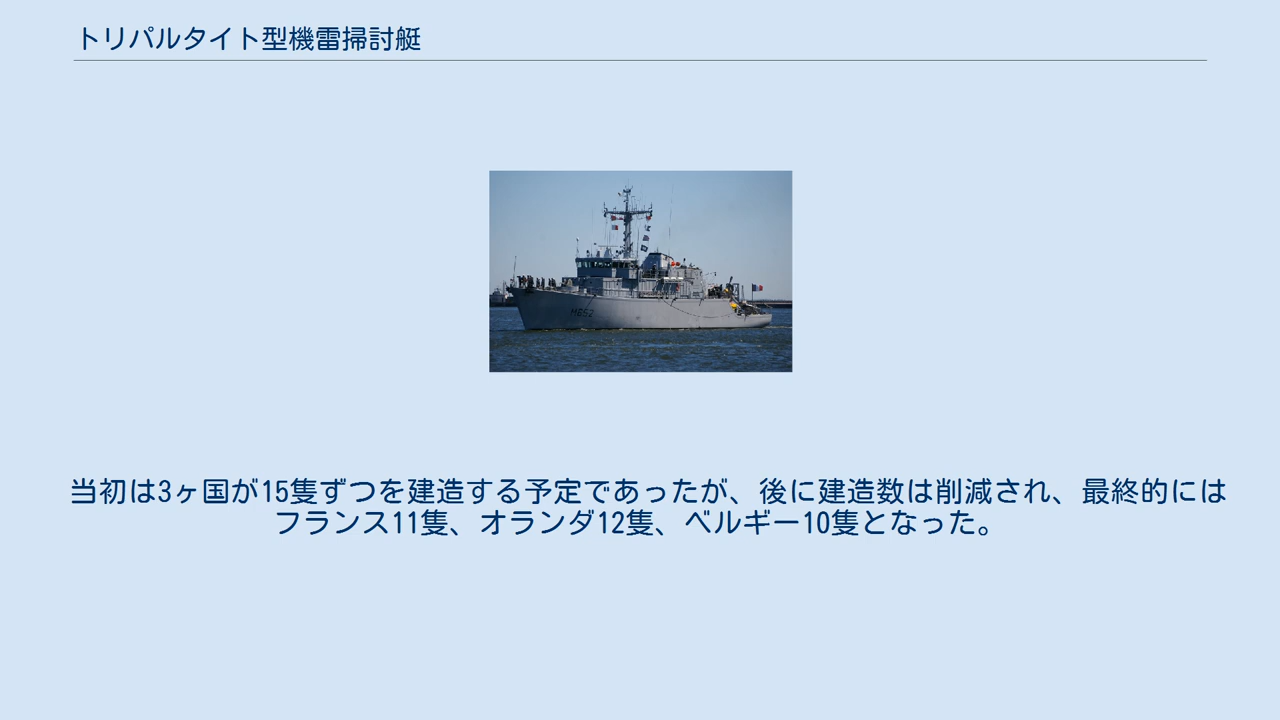 トリパルタイト型機雷掃討艇
M652
当初は3ヶ国が15隻ずつを建造する予定であったが、後に建造数は削減され、最終的には
フランス11隻、オランダ12隻、ベルギー10隻となった。